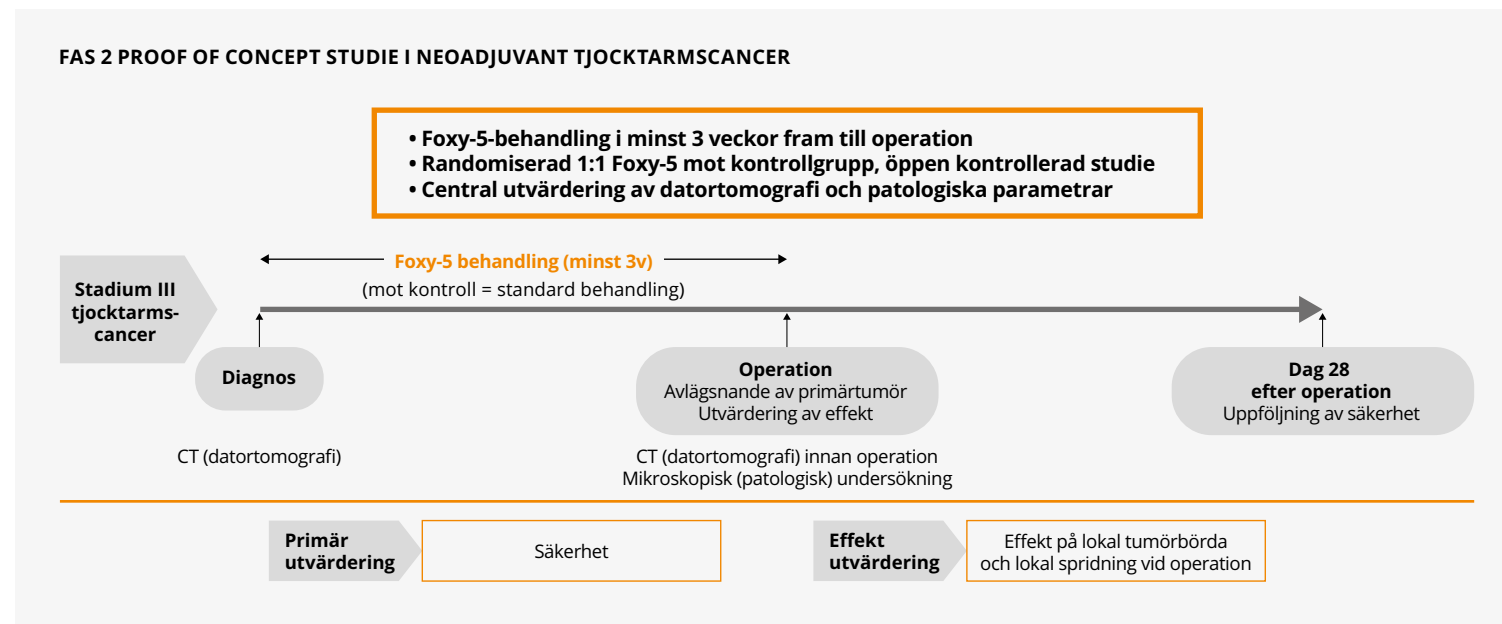 FAS 2 PROOF OF CONCEPT STUDIE I NEOADJUVANT TJOCKTARMSCANCER
• Foxy-5-behandling i minst 3 veckor fram till operation
• Randomiserad 1:1 Foxy-5 mot kontrollgrupp, öppen kontrollerad studie
• Central utvärdering av datortomografi och patologiska parametrar
Stadium III
tjocktarms-
cancer
Foxy-5 behandling (minst 3v)
(mot kontroll = standard behandling)
Diagnos
CT (datortomografi)
Operation
Avlägsnande av primärtumör
Utvärdering av effekt
CT (datortomografi) innan operation
Mikroskopisk (patologisk) undersökning
Dag 28
efter operation
Uppföljning av säkerhet
Primär
utvärdering
Säkerhet
Effekt
utvärdering
Effekt på lokal tumörbörda
och lokal spridning vid operation